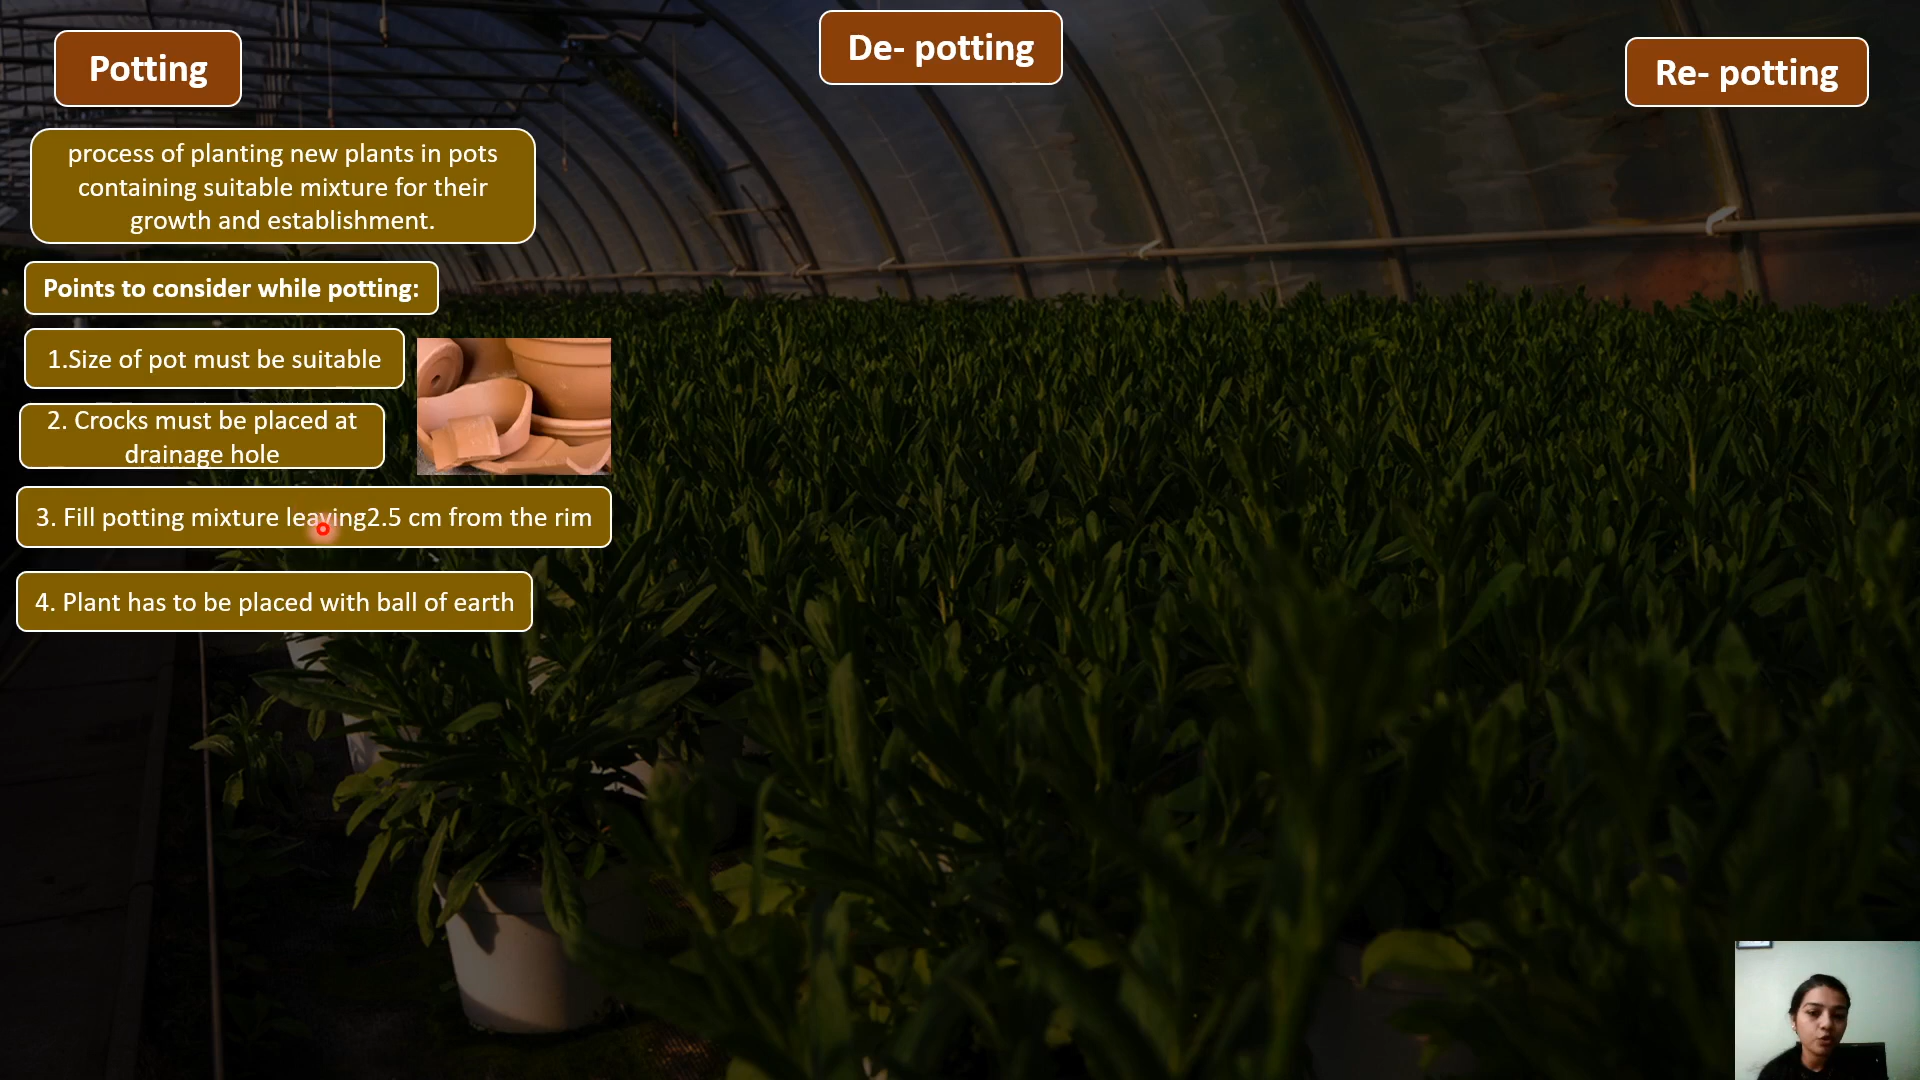 Potting
De- potting
Re- potting
process of planting new plants in pots
containing suitable mixture for their
growth and establishment.
Points to consider while potting:
1.Size of pot must be suitable
2. Crocks must be placed at
drainage hole
3. Fill potting mixture leaving2.5 cm from the rim
4. Plant has to be placed with ball of earth